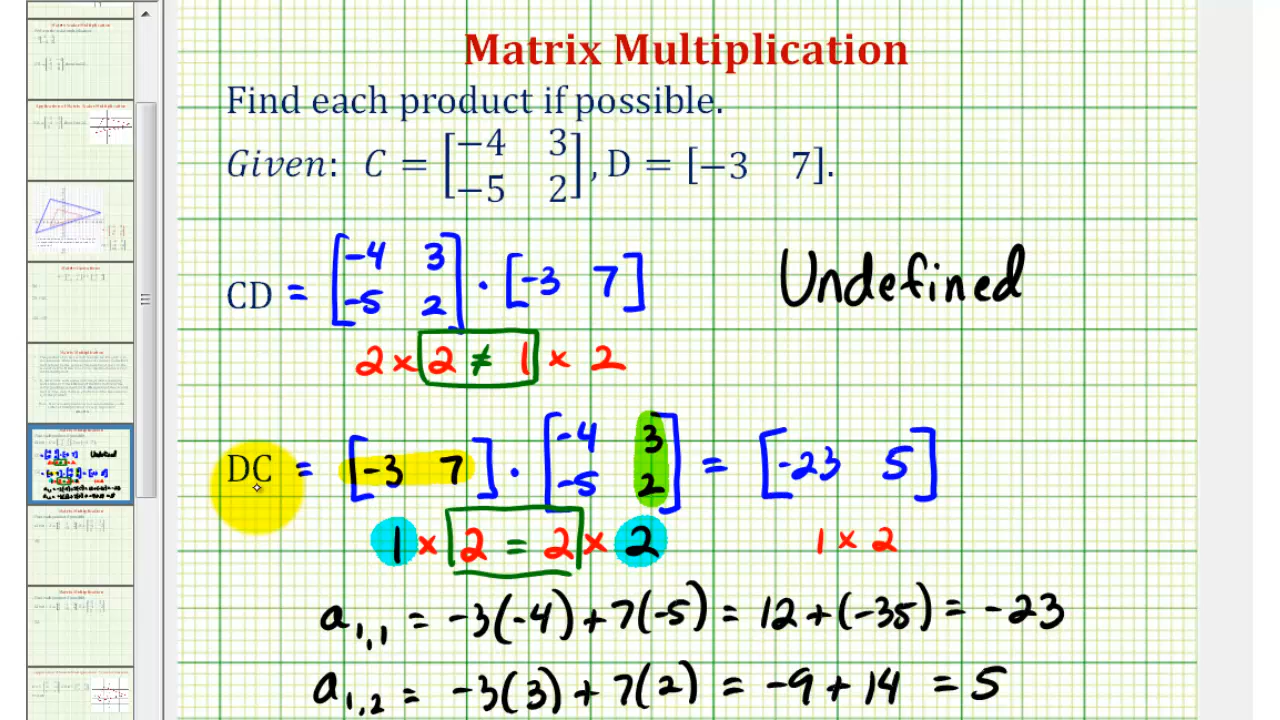 Matrix Multiplication
Find each product if possible.
Given: C = [−4 3 −5 2], D = [−3 7].
CD = [-4 3 -5 2] · [-3 7] Undefined
2 × 2 ≠ 1 × 2
DC = [-3 7] · [-4 3 -5 2] = [-23 5]
1 × 2 = 2 × 2 1 × 2
a1,1 = -3(-4) + 7(-5) = 12 + (-35) = -23
a1,2 = -3(3) + 7(2) = -9 + 14 = 5